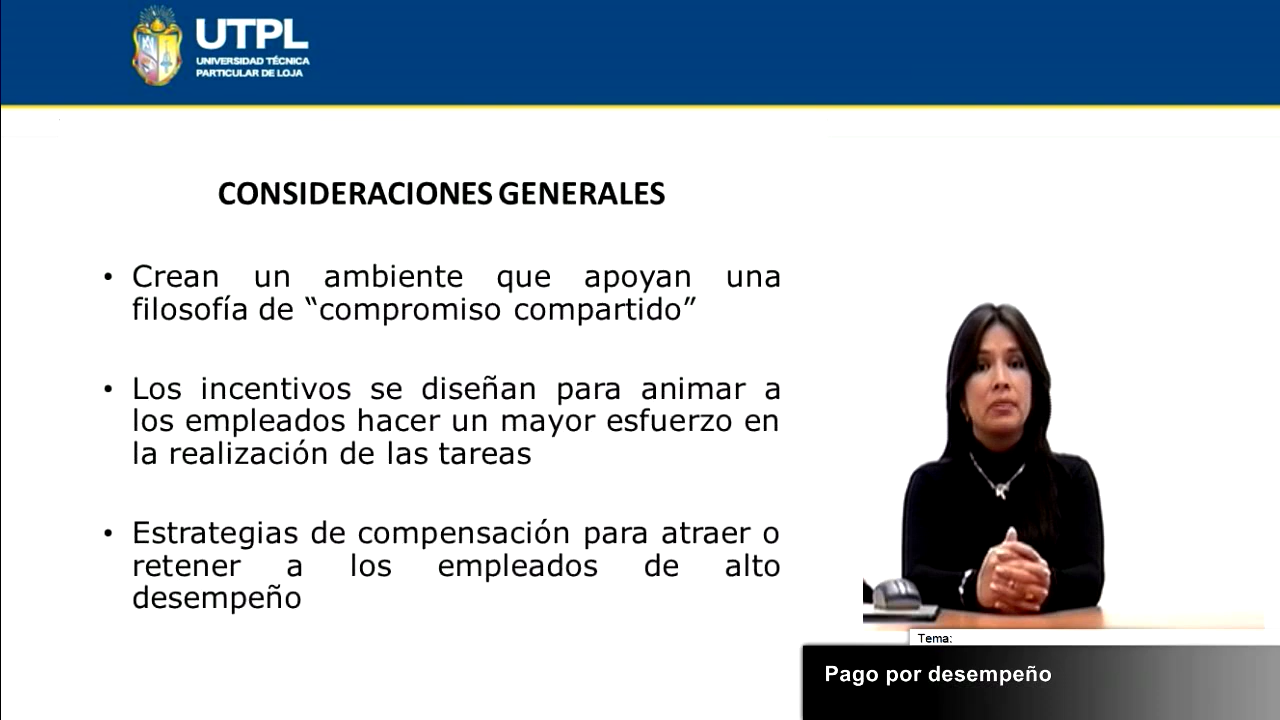 UTPL
UNIVERSIDAD TÉCNICA
PARTICULAR DE LOJA
CONSIDERACIONES GENERALES
• Crean un ambiente que apoyan una
filosofía de “compromiso compartido”
• Los incentivos se diseñan para animar a
los empleados hacer un mayor esfuerzo en
la realización de las tareas
• Estrategias de compensación para atraer o
retener a los empleados de alto
desempeño
Tema:
Pago por desempeño